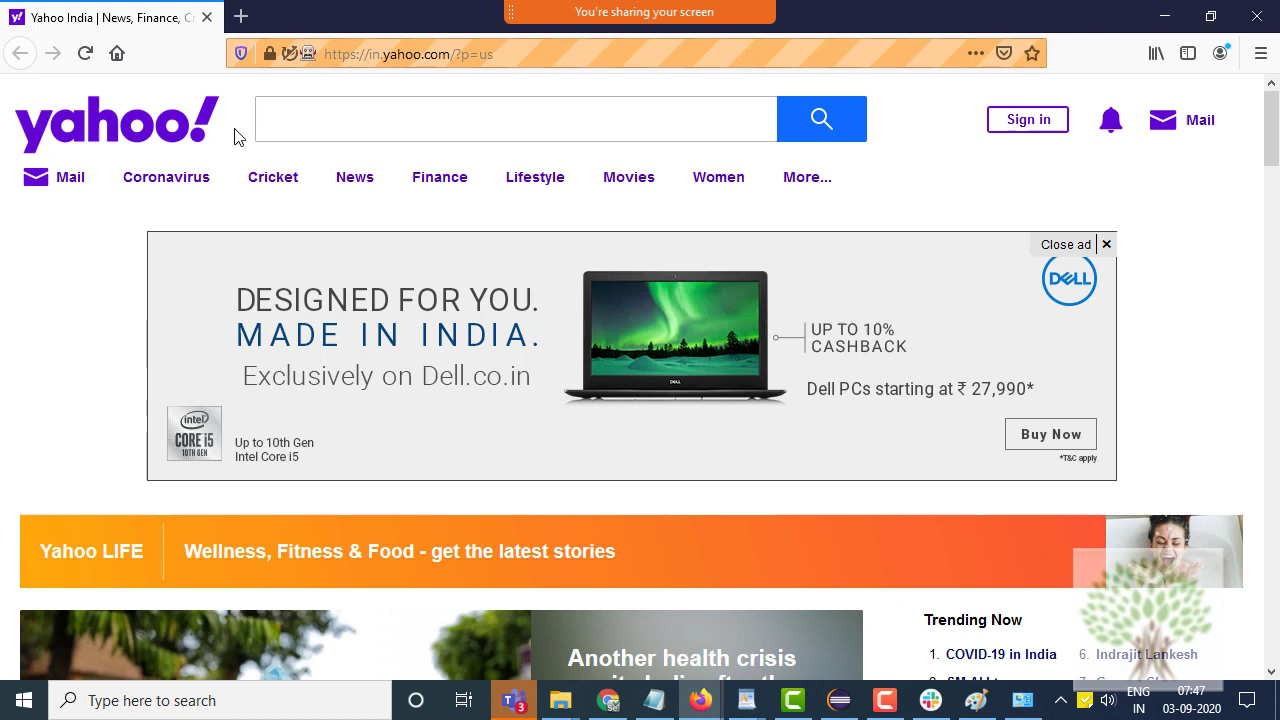 Yahoo India | News, Finance, C
You're sharing your screen
https://in.yahoo.com/?p=us
yahoo!
Sign in
Mail
Mail
Coronavirus
Cricket
News
Finance
Lifestyle
Movies
Women
More...
Close ad
DELL
DESIGNED FOR YOU.
MADE IN INDIA.
Exclusively on Dell.co.in
UP TO 10%
CASHBACK
Dell PCs starting at ₹ 27,990*
intel
CORE i5
10TH GEN
Up to 10th Gen
Intel Core i5
DELL
Buy Now
*T&C apply
Yahoo LIFE
Wellness, Fitness & Food - get the latest stories
Another health crisis
Trending Now
1. COVID-19 in India
6. Indrajit Lankesh
Type here to search
3
ENG
IN
07:47
03-09-2020